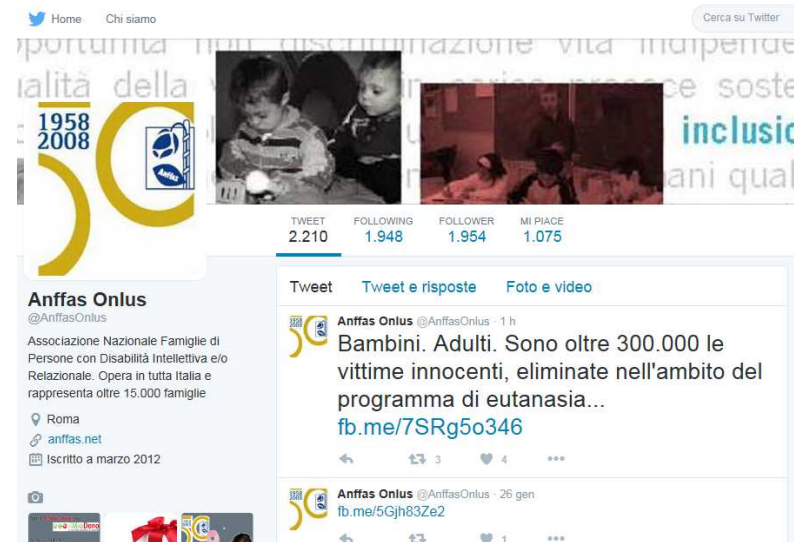 Home Chi siamo
Cerca su Twitter
opportunità non discriminazione vita indipende
ualità della
in carico precoce soste
inclusio
ani qual
1958
2008
Anffas
TWEET FOLLOWING FOLLOWER MI PIACE
2.210 1.948 1.954 1.075
Anffas Onlus
@AnffasOnlus
Associazione Nazionale Famiglie di
Persone con Disabilità Intellettiva e/o
Relazionale. Opera in tutta Italia e
rappresenta oltre 15.000 famiglie
Roma
anffas.net
Iscritto a marzo 2012
Tweet Tweet e risposte Foto e video
Anffas Onlus @AnffasOnlus · 1 h
Bambini. Adulti. Sono oltre 300.000 le
vittime innocenti, eliminate nell'ambito del
programma di eutanasia...
fb.me/7SRg5o346
3 4
Anffas Onlus @AnffasOnlus · 26 gen
fb.me/5Gjh83Ze2
1